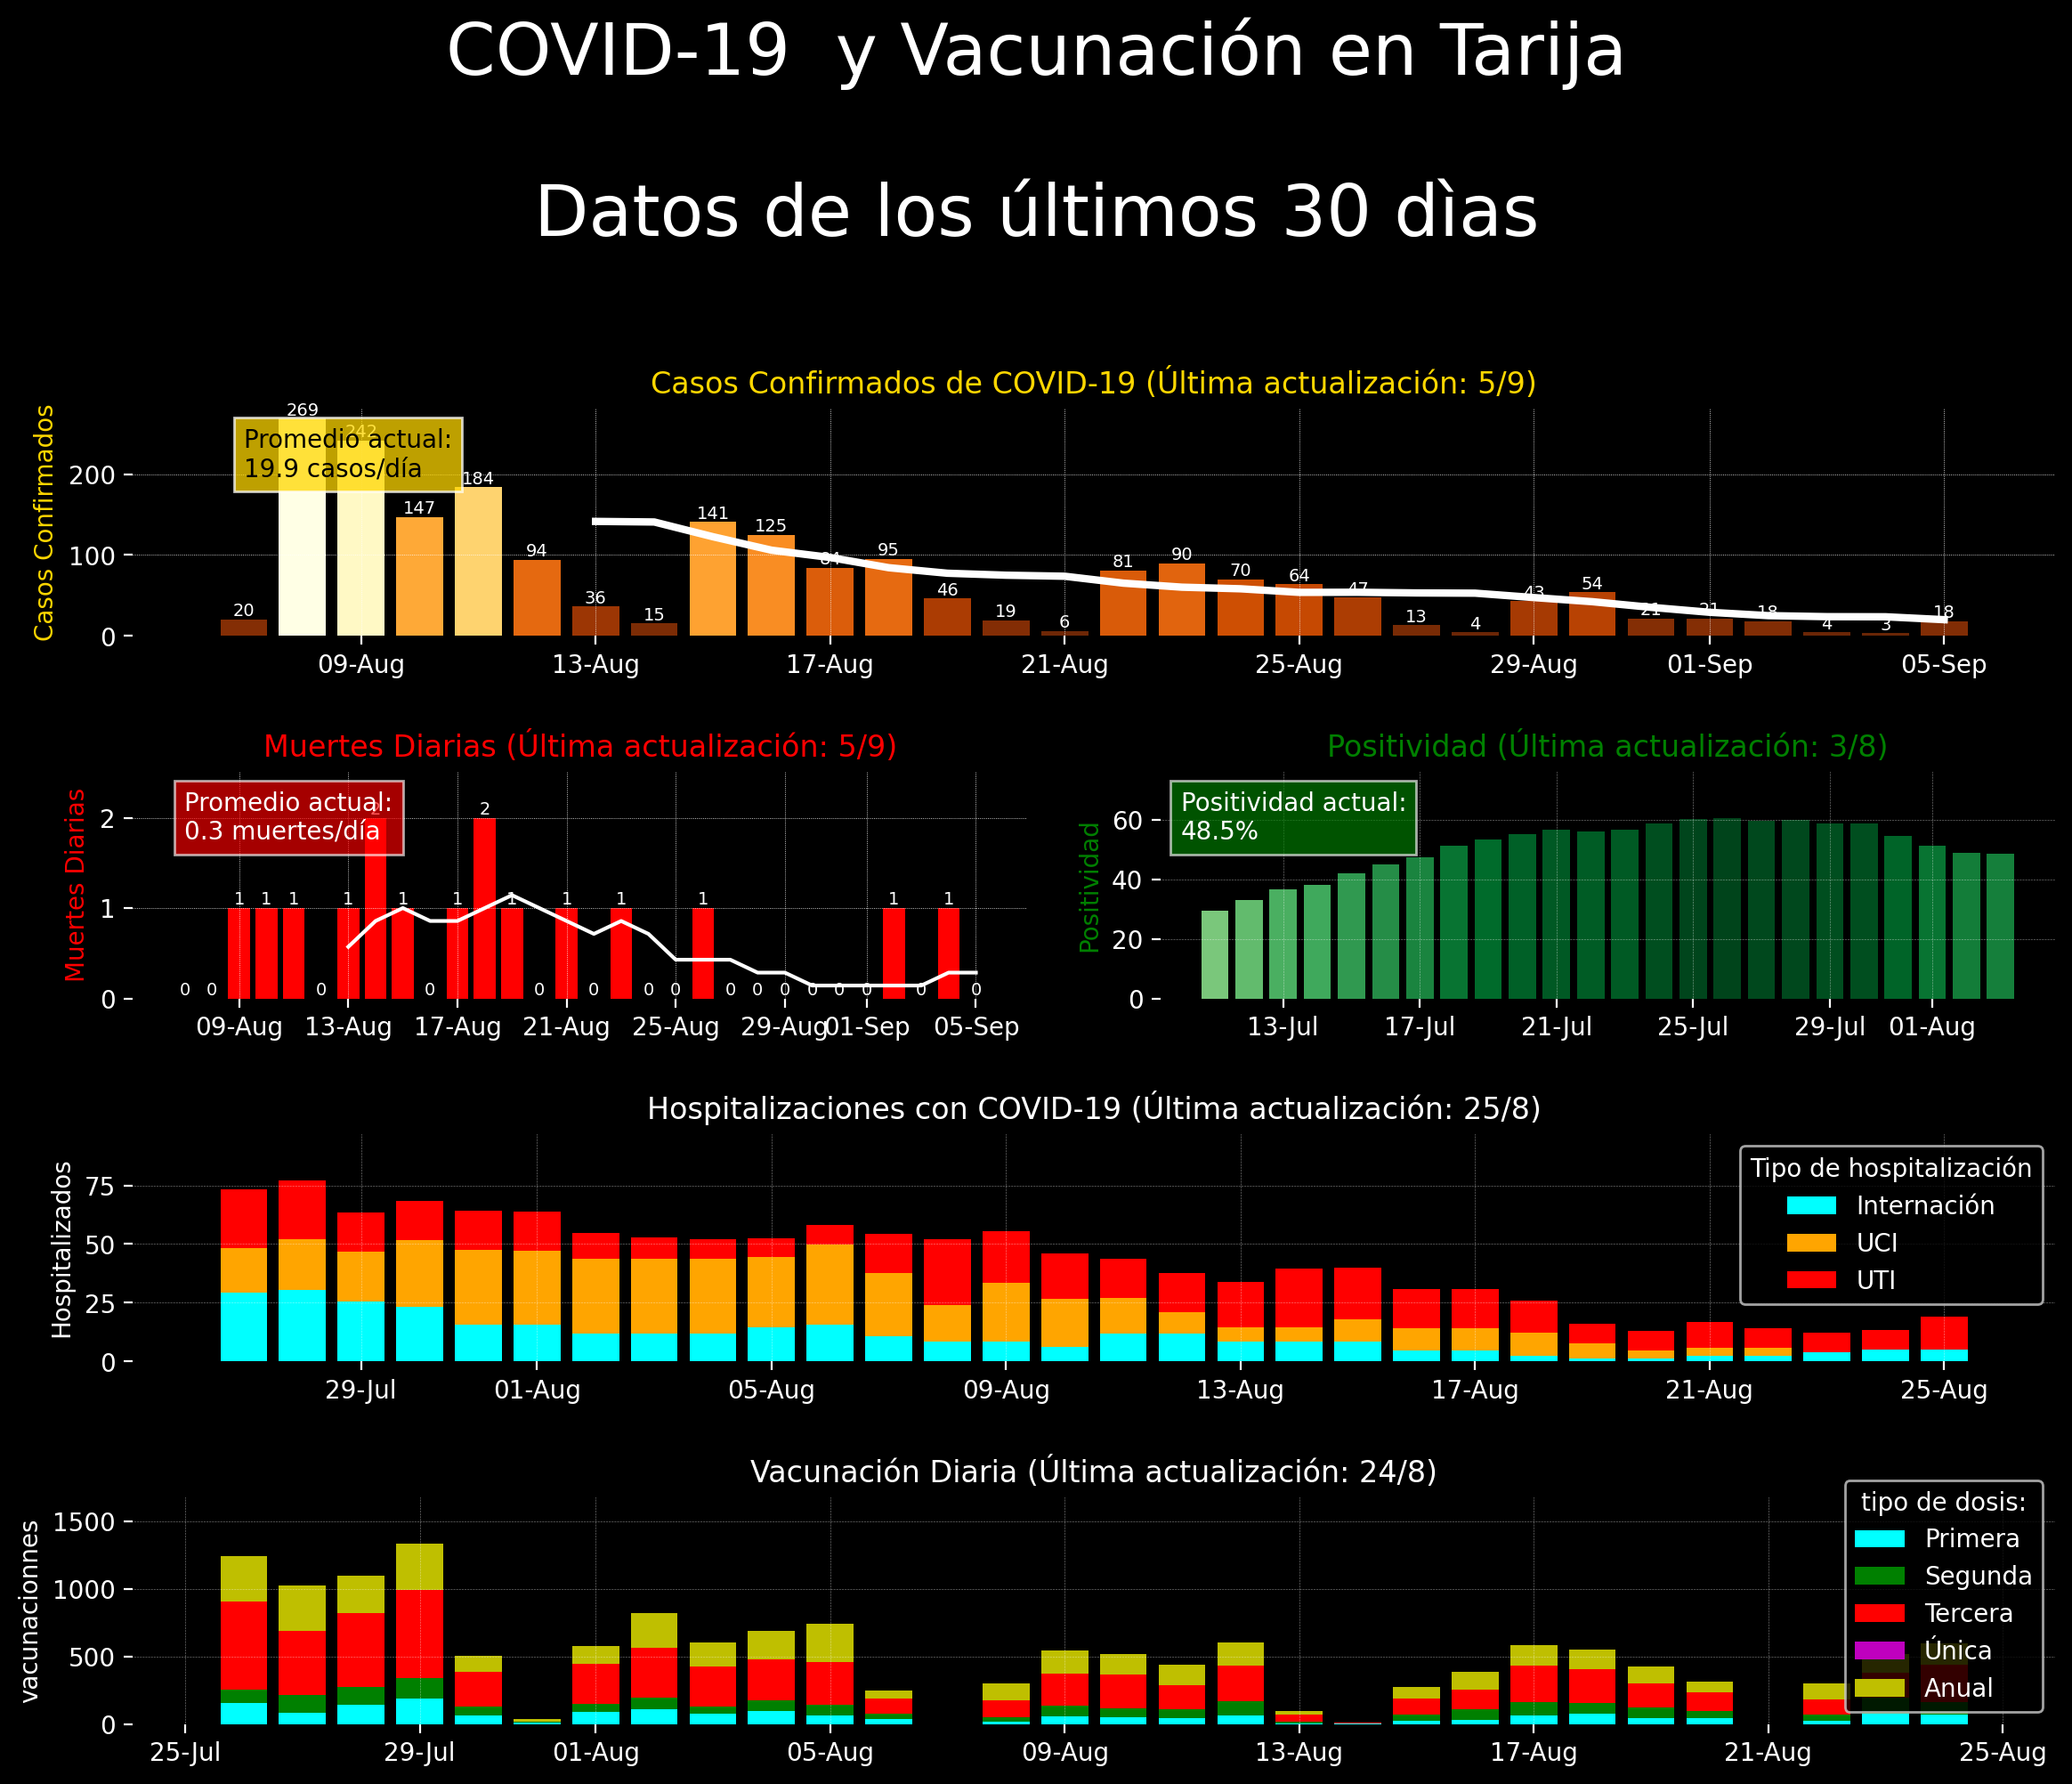 COVID-19  y Vacunación en Tarija
Datos de los últimos 30 dìas
Casos Confirmados de COVID-19 (Última actualización: 5/9)
Casos Confirmados
200
100
0
Promedio actual:
19.9 casos/día
20
269
242
147
184
94
36
15
141
125
84
95
46
19
6
81
90
70
64
47
13
4
43
54
21
21
18
4
3
18
09-Aug
13-Aug
17-Aug
21-Aug
25-Aug
29-Aug
01-Sep
05-Sep
Muertes Diarias (Última actualización: 5/9)
Muertes Diarias
2
1
0
Promedio actual:
0.3 muertes/día
0
0
1
1
1
0
1
2
1
0
1
2
1
0
1
0
1
0
0
1
0
0
0
0
0
0
1
0
1
0
09-Aug
13-Aug
17-Aug
21-Aug
25-Aug
29-Aug
01-Sep
05-Sep
Positividad (Última actualización: 3/8)
Positividad
60
40
20
0
Positividad actual:
48.5%
13-Jul
17-Jul
21-Jul
25-Jul
29-Jul
01-Aug
Hospitalizaciones con COVID-19 (Última actualización: 25/8)
Hospitalizados
75
50
25
0
Tipo de hospitalización
Internación
UCI
UTI
29-Jul
01-Aug
05-Aug
09-Aug
13-Aug
17-Aug
21-Aug
25-Aug
Vacunación Diaria (Última actualización: 24/8)
vacunacionnes
1500
1000
500
0
tipo de dosis:
Primera
Segunda
Tercera
Única
Anual
25-Jul
29-Jul
01-Aug
05-Aug
09-Aug
13-Aug
17-Aug
21-Aug
25-Aug